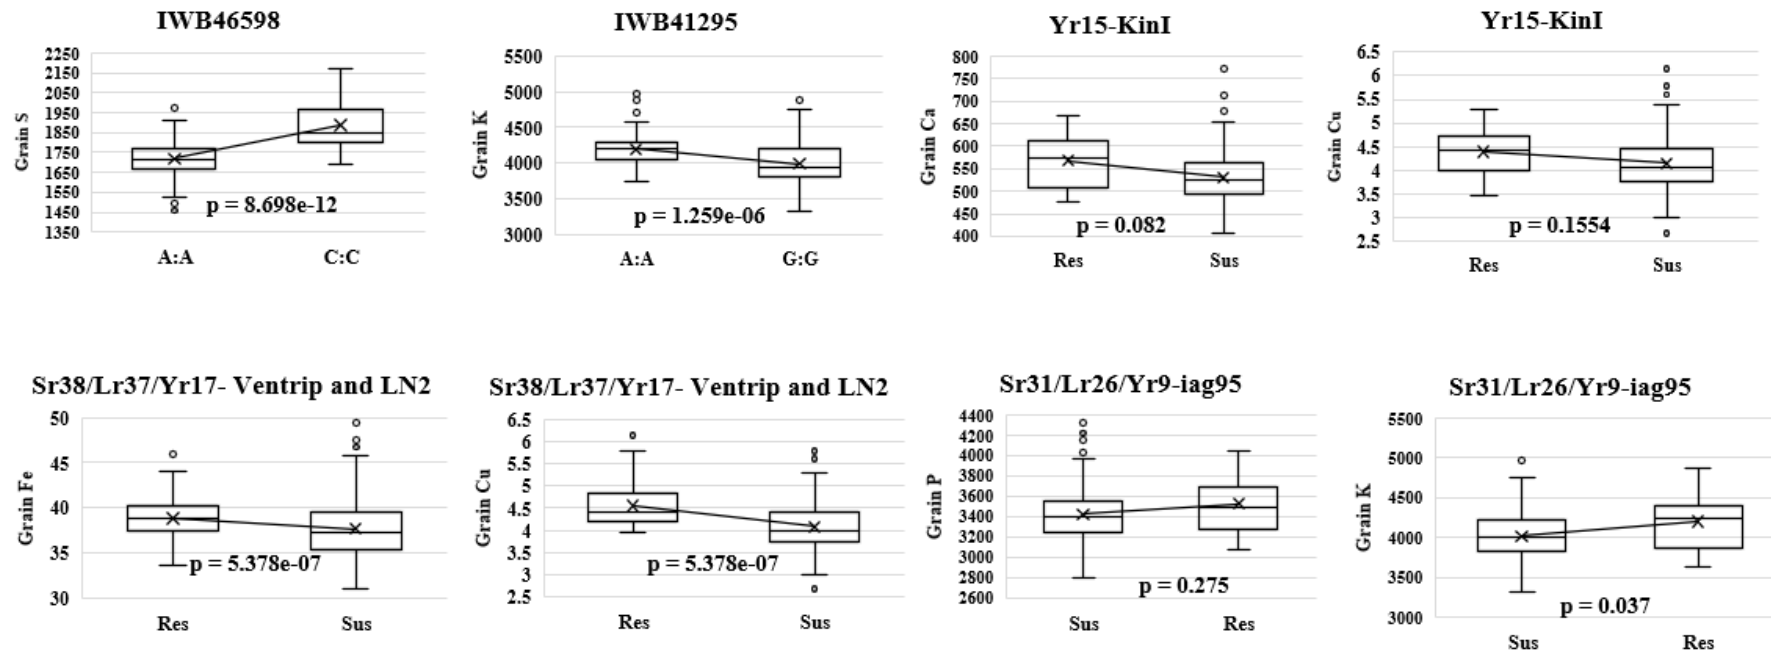 IWB46598
Grain S
2250
2150
2050
1950
1850
1750
1650
1550
1450
1350
p = 8.698e-12
A:A C:C
IWB41295
Grain K
5500
5000
4500
4000
3500
3000
p = 1.259e-06
A:A G:G
Yr15-KinI
Grain Ca
800
750
700
650
600
550
500
450
400
p = 0.082
Res Sus
Yr15-KinI
Grain Cu
6.5
6
5.5
5
4.5
4
3.5
3
2.5
p = 0.1554
Res Sus
Sr38/Lr37/Yr17- Ventrip and LN2
Grain Fe
50
45
40
35
30
p = 5.378e-07
Res Sus
Sr38/Lr37/Yr17- Ventrip and LN2
Grain Cu
6.5
6
5.5
5
4.5
4
3.5
3
2.5
p = 5.378e-07
Res Sus
Sr31/Lr26/Yr9-iag95
Grain P
4400
4200
4000
3800
3600
3400
3200
3000
2800
2600
p = 0.275
Sus Res
Sr31/Lr26/Yr9-iag95
Grain K
5500
5000
4500
4000
3500
3000
p = 0.037
Sus Res